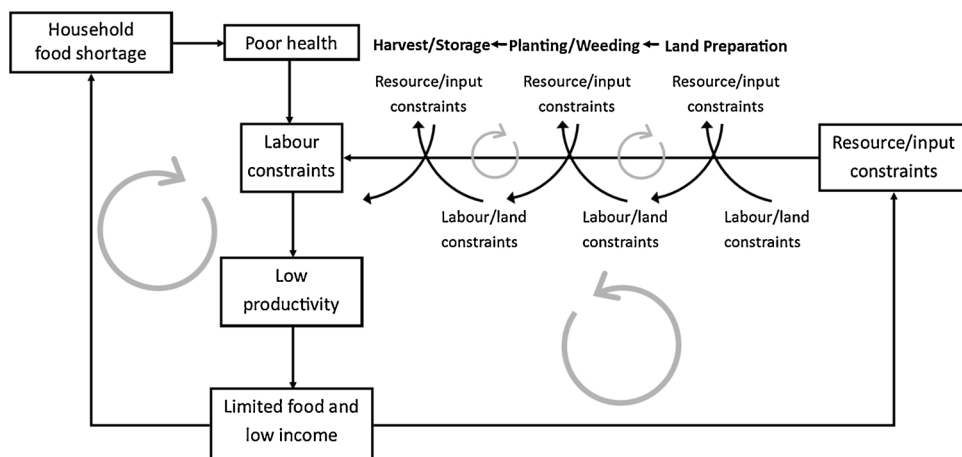 Household
food shortage
Poor health
Harvest/Storage
Planting/Weeding
Land Preparation
Resource/input
constraints
Resource/input
constraints
Resource/input
constraints
Labour
constraints
Resource/input
constraints
Labour/land
constraints
Labour/land
constraints
Labour/land
constraints
Low
productivity
Limited food and
low income